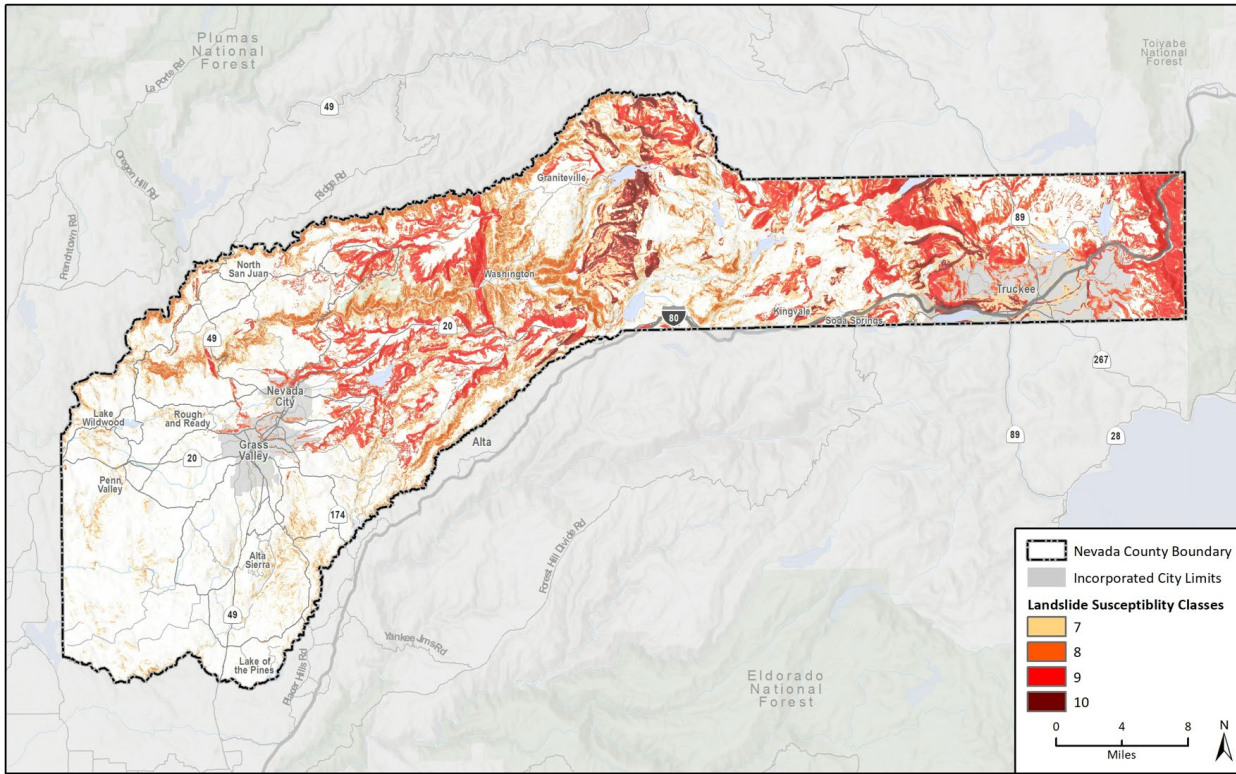 Plumas
National
Forest
La Porte Rd
Toiyabe
National
Forest
49
Oregon Hill Rd
Ridge Rd
Frenchtown Rd
Graniteville
89
North
San Juan
Washington
Truckee
80
Kingvale
Soda Springs
20
49
267
Nevada
City
Lake
Wildwood
Rough
and Ready
Grass
Valley
Alta
89
28
20
Penn
Valley
174
Forest Hill Divide Rd
Alta
Sierra
49
Yankee Jims Rd
Lake of
the Pines
Placer Hills Rd
Eldorado
National
Forest
Nevada County Boundary
Incorporated City Limits
Landslide Susceptiblity Classes
7
8
9
10
0 4 8
Miles
N